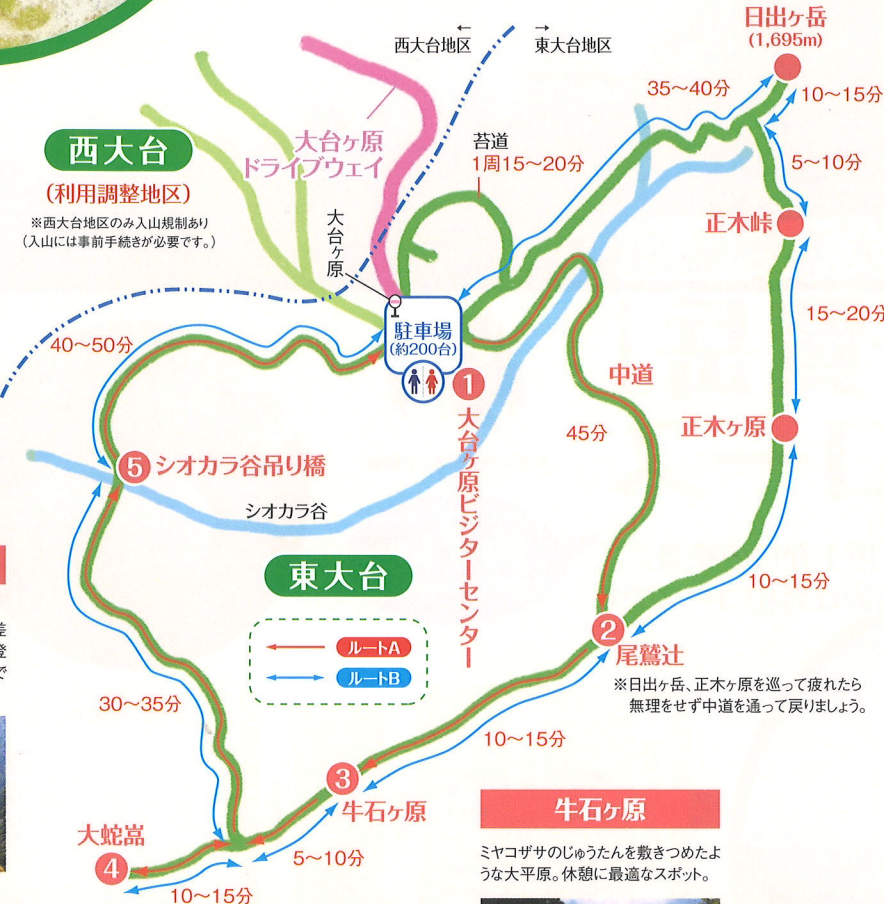 日出ヶ岳
(1,695m)
← →
西大台地区 東大台地区
35～40分
10～15分
西大台
(利用調整地区)
※西大台地区のみ入山規制あり
(入山には事前手続きが必要です。)
大台ヶ原
ドライブウェイ
苔道
1周15～20分
5～10分
正木峠
大台ヶ原
駐車場
(約200台)
15～20分
40～50分
1
大台ヶ原ビジターセンター
中道
45分
正木ヶ原
5 シオカラ谷吊り橋
シオカラ谷
東大台
10～15分
ルートA
ルートB
2
尾鷲辻
※日出ヶ岳、正木ヶ原を巡って疲れたら
無理をせず中道を通って戻りましょう。
差
登
で
30～35分
10～15分
3
牛石ヶ原
大蛇嵓
4
5～10分
10～15分
牛石ヶ原
ミヤコザサのじゅうたんを敷きつめたよ
うな大平原。休憩に最適なスポット。